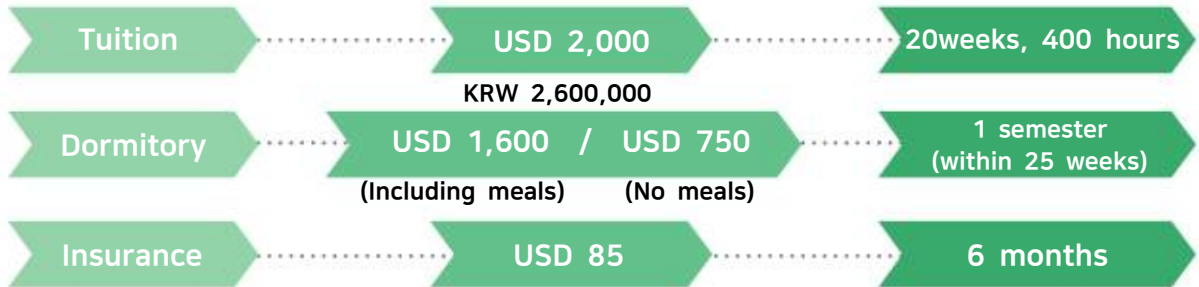 Tuition
USD 2,000
20weeks, 400 hours
KRW 2,600,000
Dormitory
USD 1,600 / USD 750
1 semester
(within 25 weeks)
(Including meals) (No meals)
Insurance
USD 85
6 months